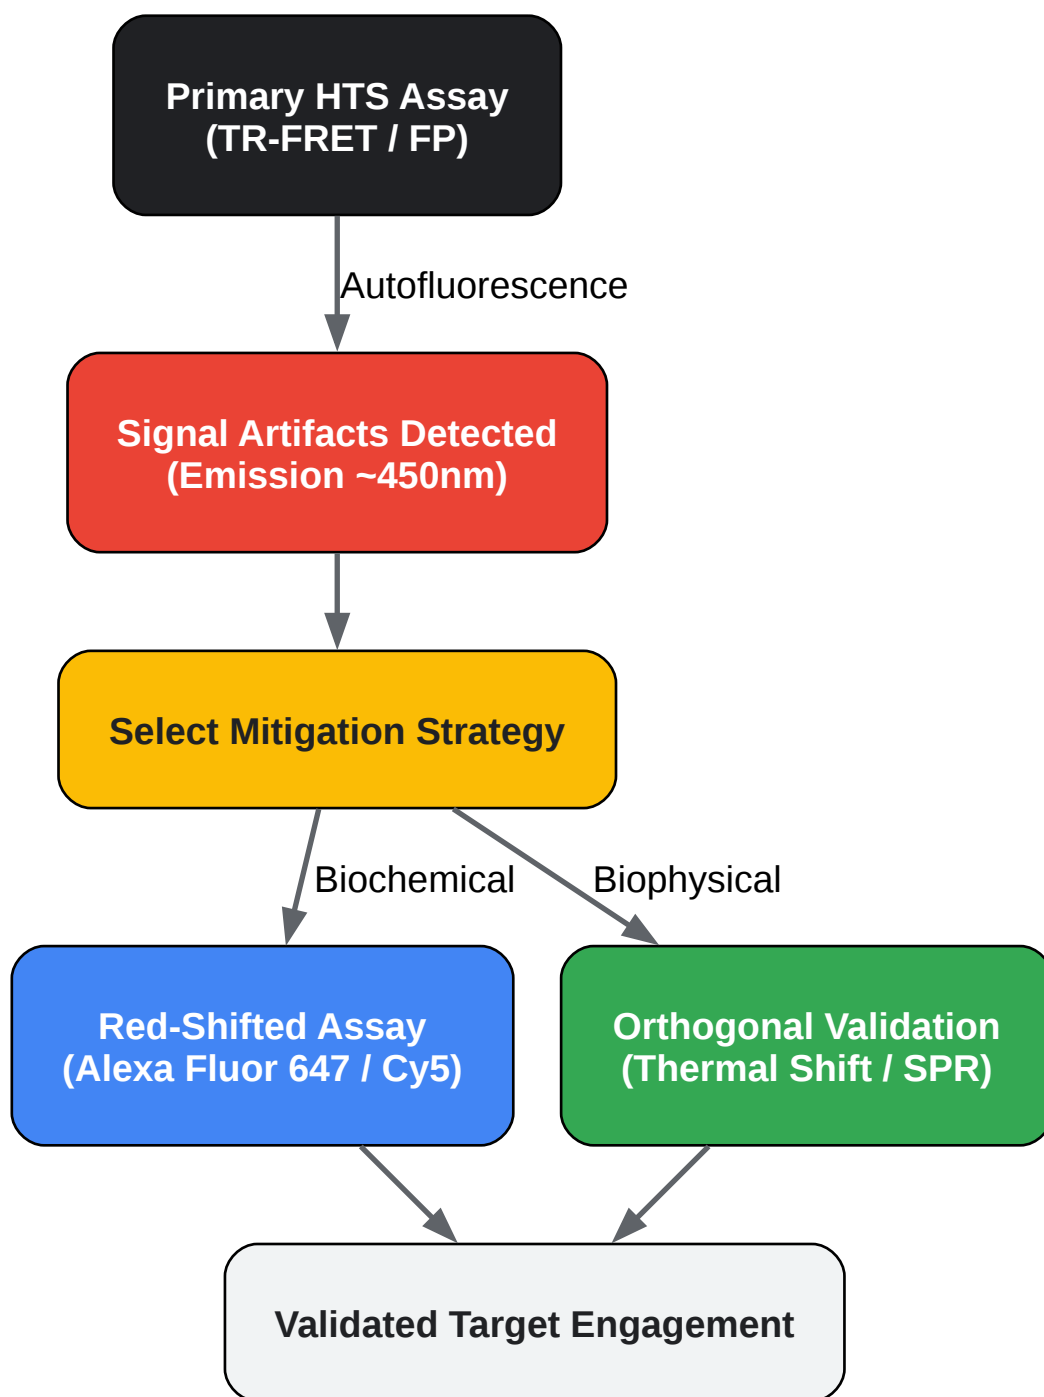 Primary HTS Assay
(TR-FRET / FP)
Autofluorescence
Signal Artifacts Detected
(Emission ~450nm)
Select Mitigation Strategy
Biochemical
Biophysical
Red-Shifted Assay
(Alexa Fluor 647 / Cy5)
Orthogonal Validation
(Thermal Shift / SPR)
Validated Target Engagement